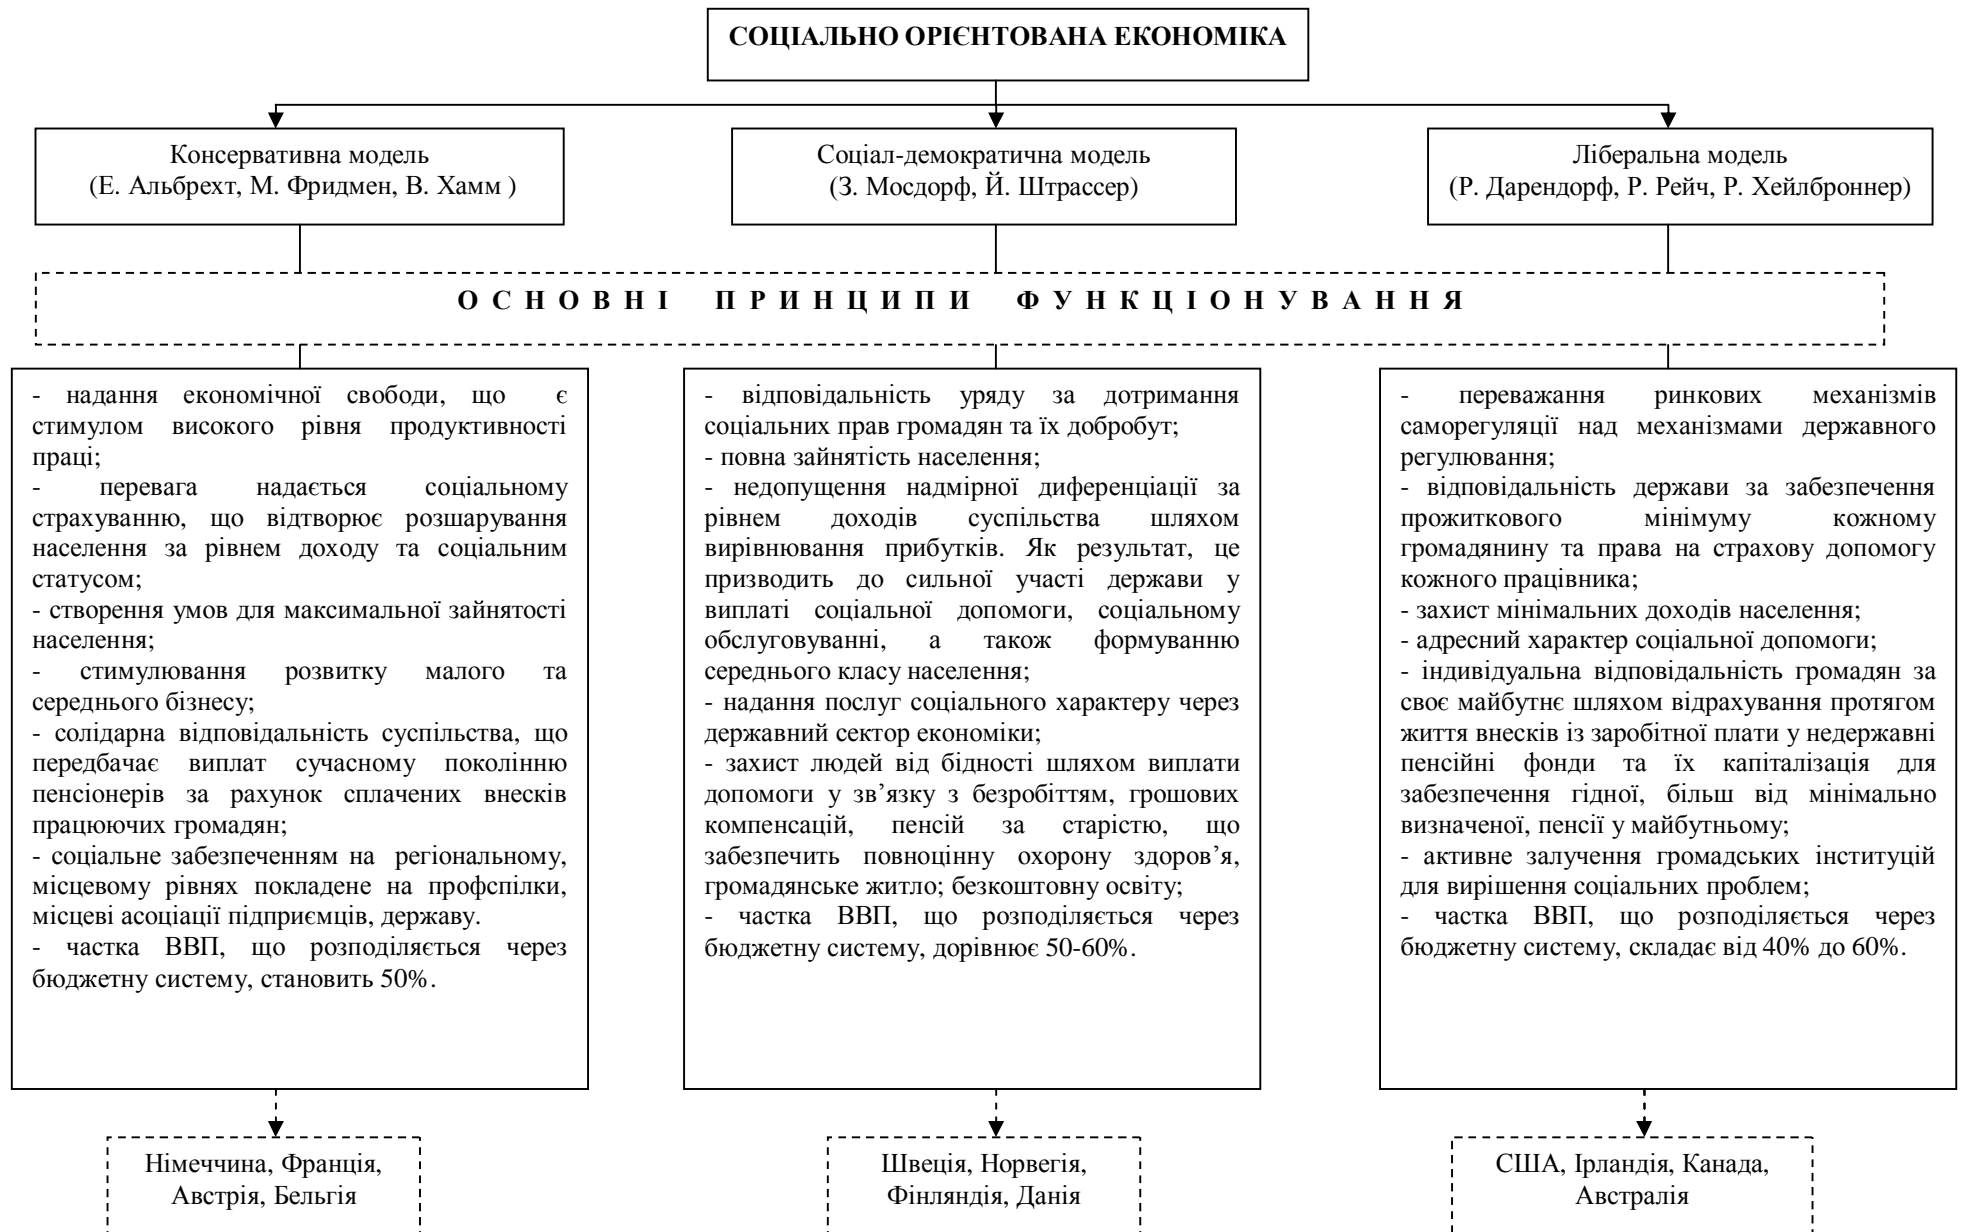 СОЦІАЛЬНО ОРІЄНТОВАНА ЕКОНОМІКА
Консервативна модель
(Е. Альбрехт, М. Фридмен, В. Хамм )
Соціал-демократична модель
(З. Мосдорф, Й. Штрассер)
Ліберальна модель
(Р. Дарендорф, Р. Рейч, Р. Хейлброннер)
О С Н О В Н І П Р И Н Ц И П И Ф У Н К Ц І О Н У В А Н Н Я
- надання економічної свободи, що є
стимулом високого рівня продуктивності
праці;
- перевага надається соціальному
страхуванню, що відтворює розшарування
населення за рівнем доходу та соціальним
статусом;
- створення умов для максимальної зайнятості
населення;
- стимулювання розвитку малого та
середнього бізнесу;
- солідарна відповідальність суспільства, що
передбачає виплат сучасному поколінню
пенсіонерів за рахунок сплачених внесків
працюючих громадян;
- соціальне забезпеченням на регіональному,
місцевому рівнях покладене на профспілки,
місцеві асоціації підприємців, державу.
- частка ВВП, що розподіляється через
бюджетну систему, становить 50%.
- відповідальність уряду за дотримання
соціальних прав громадян та їх добробут;
- повна зайнятість населення;
- недопущення надмірної диференціації за
рівнем доходів суспільства шляхом
вирівнювання прибутків. Як результат, це
призводить до сильної участі держави у
виплаті соціальної допомоги, соціальному
обслуговуванні, а також формуванню
середнього класу населення;
- надання послуг соціального характеру через
державний сектор економіки;
- захист людей від бідності шляхом виплати
допомоги у зв’язку з безробіттям, грошових
компенсацій, пенсій за старістю, що
забезпечить повноцінну охорону здоров’я,
громадянське житло; безкоштовну освіту;
- частка ВВП, що розподіляється через
бюджетну систему, дорівнює 50-60%.
- переважання ринкових механізмів
саморегуляції над механізмами державного
регулювання;
- відповідальність держави за забезпечення
прожиткового мінімуму кожному
громадянину та права на страхову допомогу
кожного працівника;
- захист мінімальних доходів населення;
- адресний характер соціальної допомоги;
- індивідуальна відповідальність громадян за
своє майбутнє шляхом відрахування протягом
життя внесків із заробітної плати у недержавні
пенсійні фонди та їх капіталізація для
забезпечення гідної, більш від мінімально
визначеної, пенсії у майбутньому;
- активне залучення громадських інституцій
для вирішення соціальних проблем;
- частка ВВП, що розподіляється через
бюджетну систему, складає від 40% до 60%.
Німеччина, Франція,
Австрія, Бельгія
Швеція, Норвегія,
Фінляндія, Данія
США, Ірландія, Канада,
Австралія